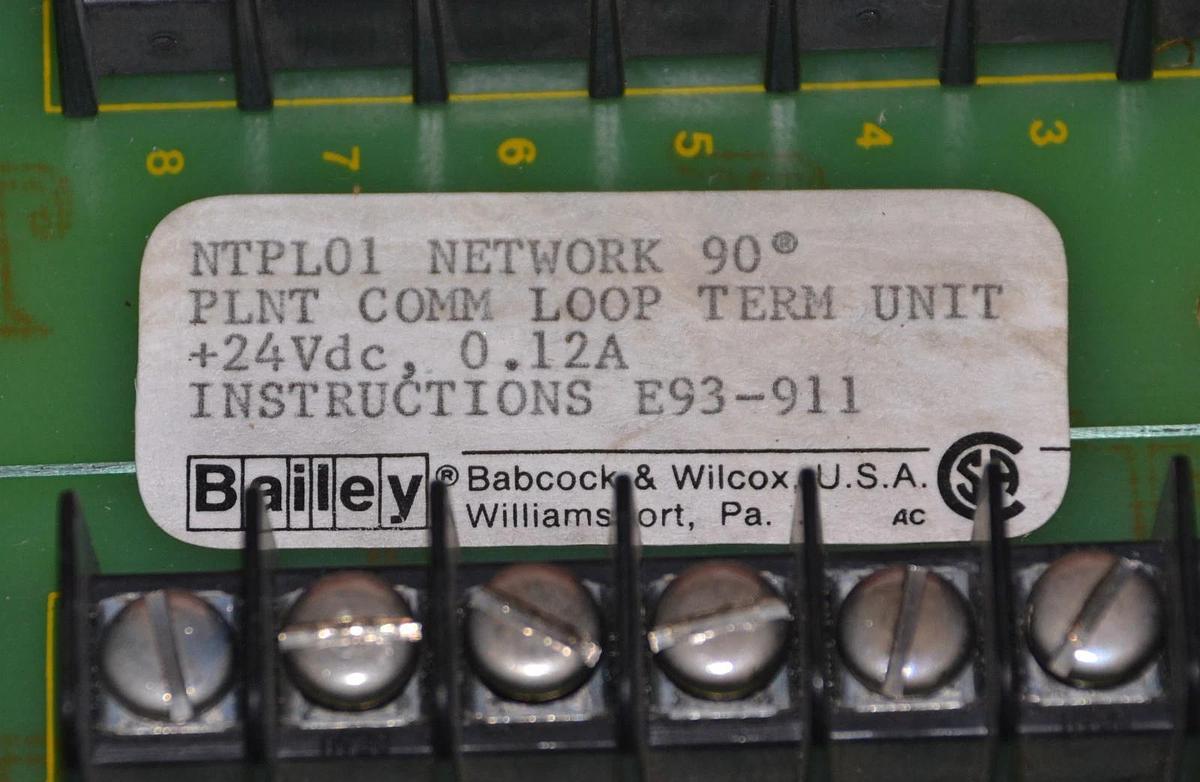 8 7 6 5 4 3
NTPL01 NETWORK 90®
PLNT COMM LOOP TERM UNIT
+24Vdc, 0.12A
INSTRUCTIONS E93-911
Bailey® Babcock & Wilcox, U.S.A.
Williamsport, Pa. AC